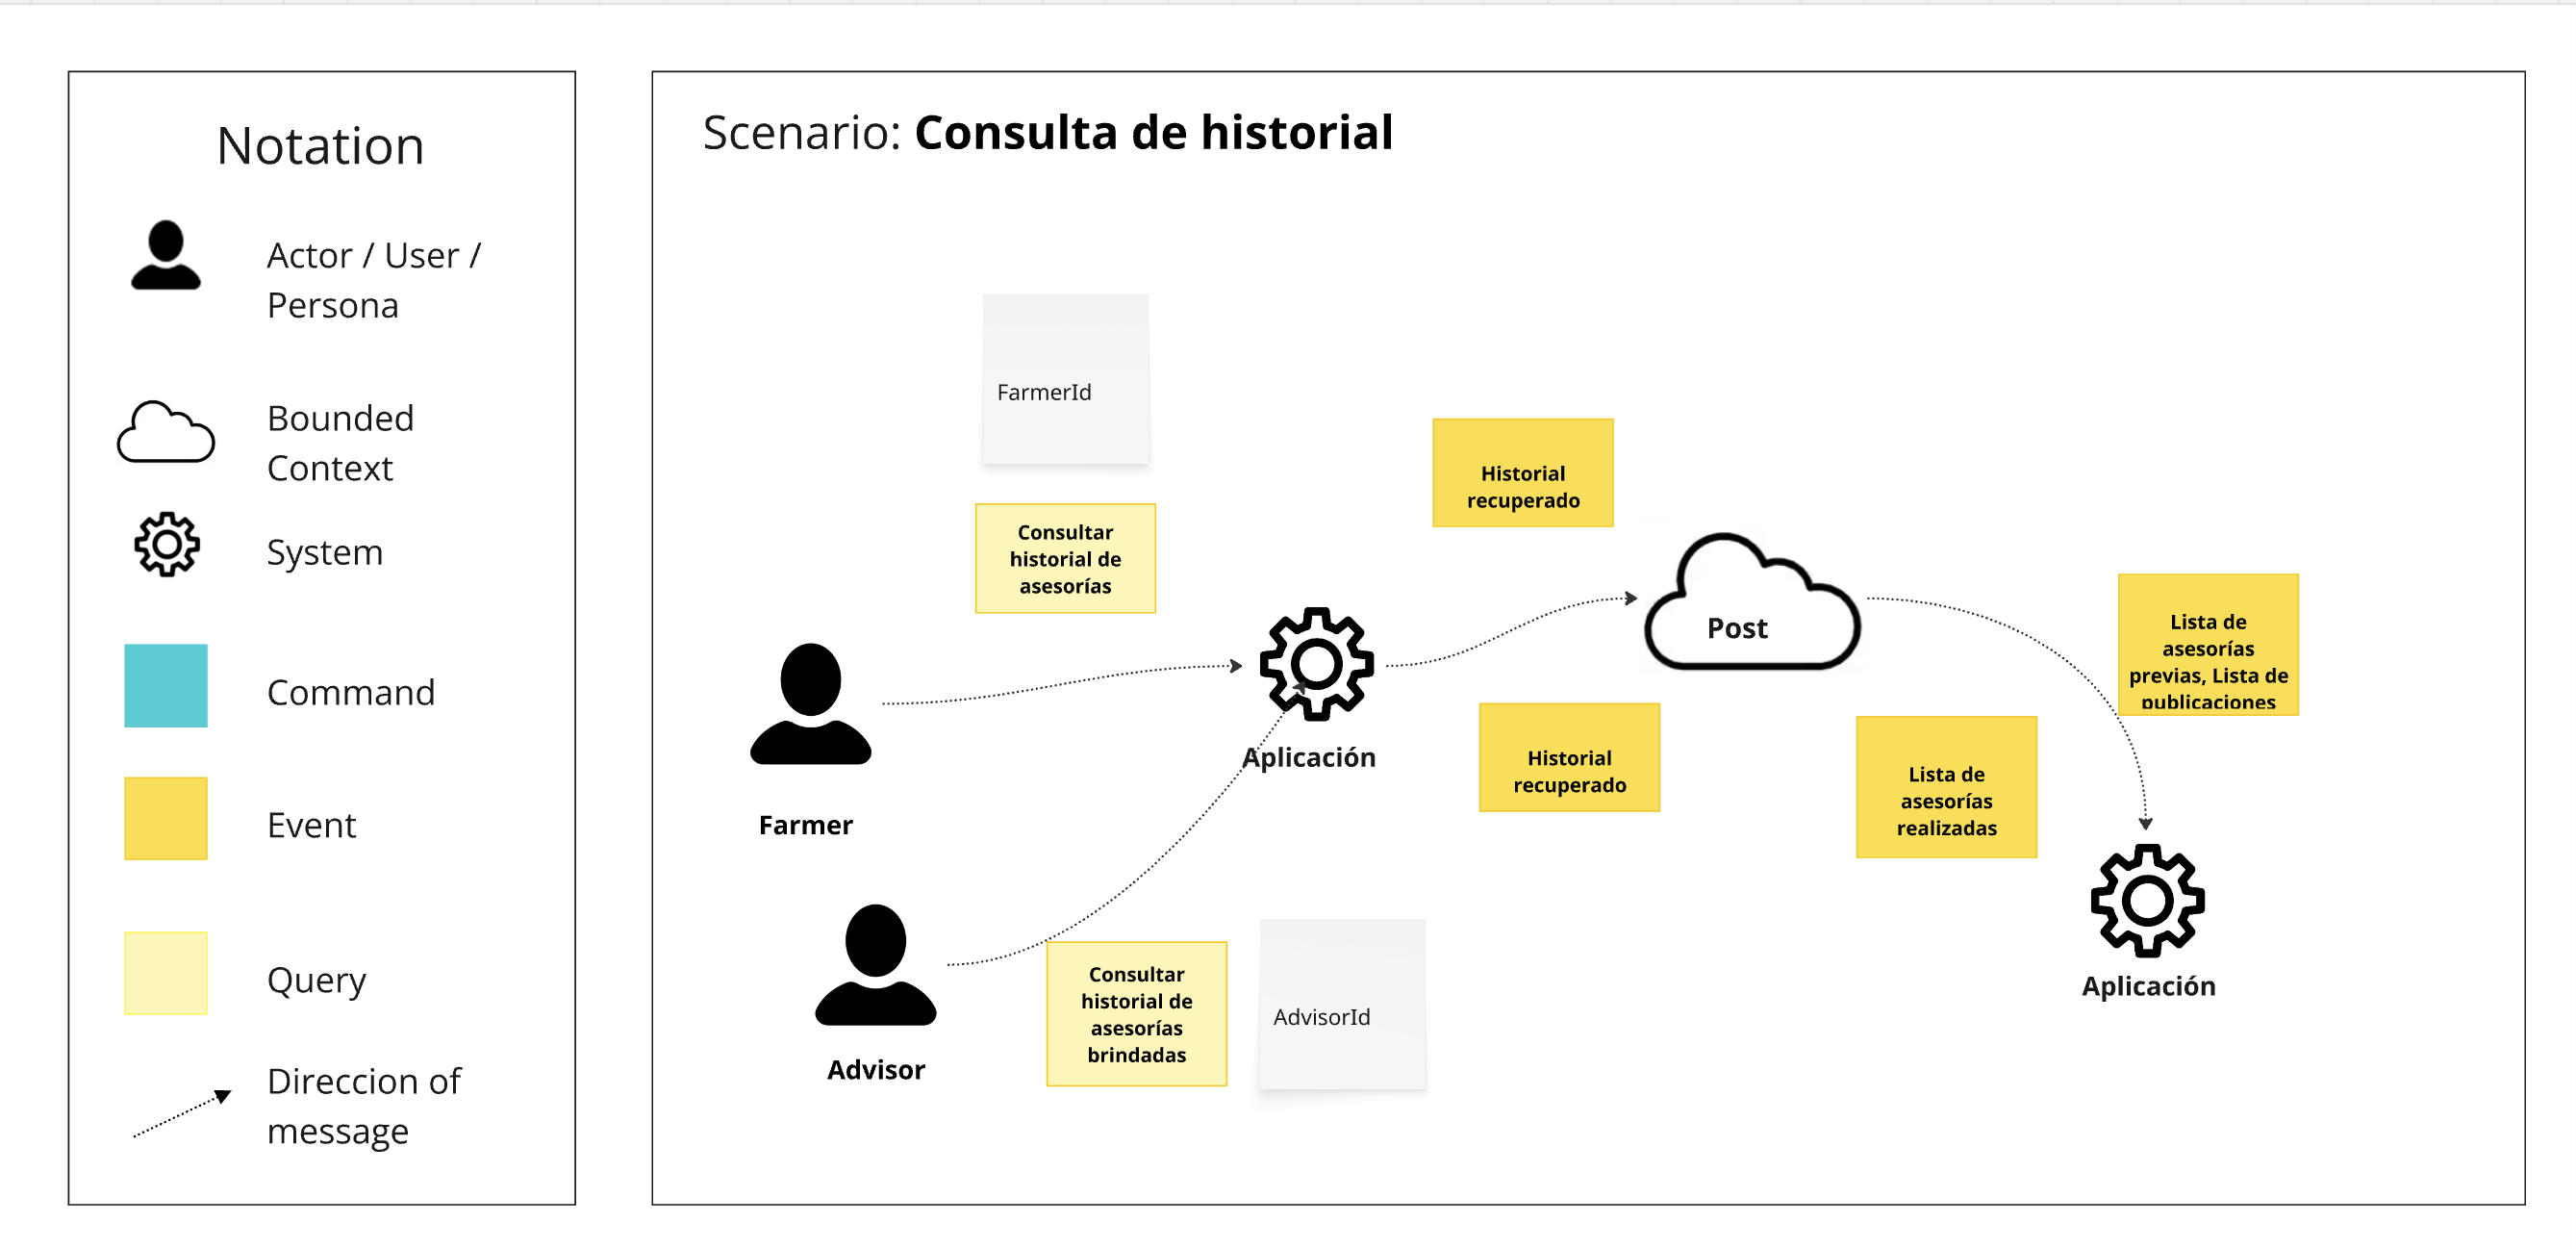 Notation
Actor / User /
Persona
Bounded
Context
System
Command
Event
Query
Direccion of
message
Scenario: Consulta de historial
FarmerId
Consultar
historial de
asesorías
Historial
recuperado
Post
Lista de
asesorías
previas, Lista de
publicaciones
Aplicación
Historial
recuperado
Lista de
asesorías
realizadas
Farmer
Advisor
Consultar
historial de
asesorías
brindadas
AdvisorId
Aplicación